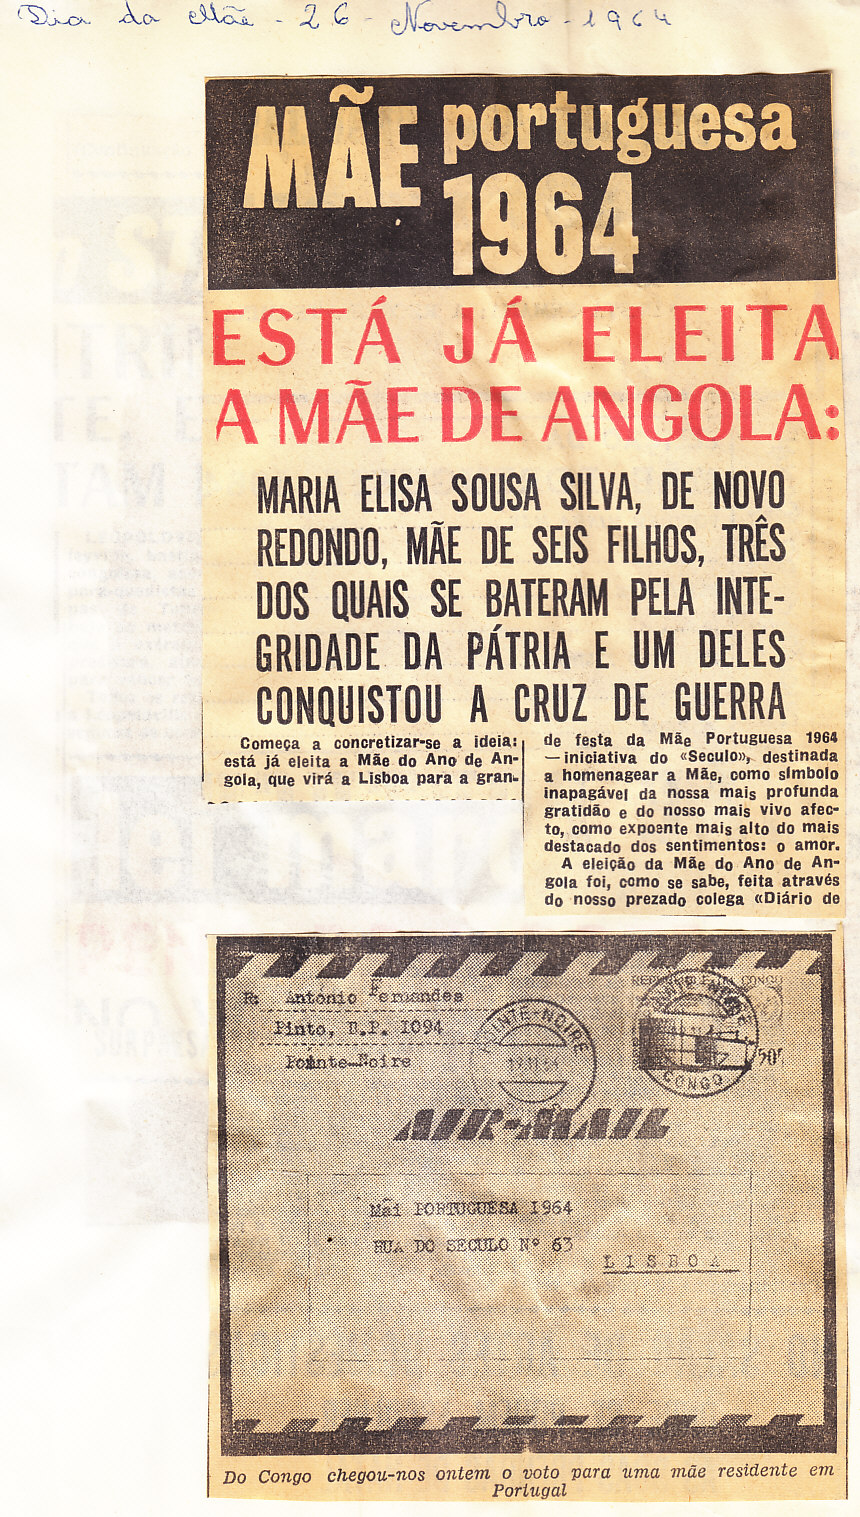 Dia da Mãe - 26 - Novembro - 1964
MÃE portuguesa
1964
ESTÁ JÁ ELEITA
A MÃE DE ANGOLA:
MARIA ELISA SOUSA SILVA, DE NOVO
REDONDO, MÃE DE SEIS FILHOS, TRÊS
DOS QUAIS SE BATERAM PELA INTE-
GRIDADE DA PÁTRIA E UM DELES
CONQUISTOU A CRUZ DE GUERRA
Começa a concretizar-se a ideia:
está já eleita a Mãe do Ano de An-
gola, que virá a Lisboa para a gran-
de festa da Mãe Portuguesa 1964
— iniciativa do «Seculo», destinada
a homenagear a Mãe, como símbolo
inapagável da nossa mais profunda
gratidão e do nosso mais vivo afec-
to, como expoente mais alto do mais
destacado dos sentimentos: o amor.
A eleição da Mãe do Ano de An-
gola foi, como se sabe, feita através
do nosso prezado colega «Diário de
R: António Fernandes
Pinto, B.P. 1094
Pointe-Noire
POINTE-NOIRE
POINTE-NOIRE
CONGO
50F
AIR-MAIL
Mãi PORTUGUESA 1964
RUA DO SECULO Nº 63
LISBOA
Do Congo chegou-nos ontem o voto para uma mãe residente em
Portugal